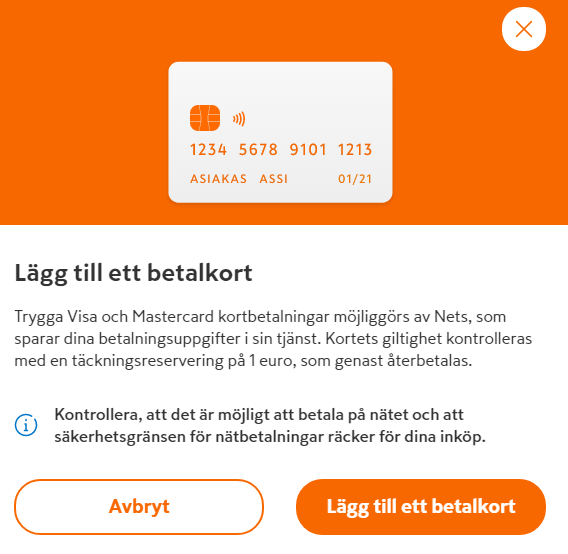 1234 5678 9101 1213
ASIAKAS ASSI 01/21
Lägg till ett betalkort
Trygga Visa och Mastercard kortbetalningar möjliggörs av Nets, som
sparar dina betalningsuppgifter i sin tjänst. Kortets giltighet kontrolleras
med en täckningsreservering på 1 euro, som genast återbetalas.
Kontrollera, att det är möjligt att betala på nätet och att
säkerhetsgränsen för nätbetalningar räcker för dina inköp.
Avbryt
Lägg till ett betalkort